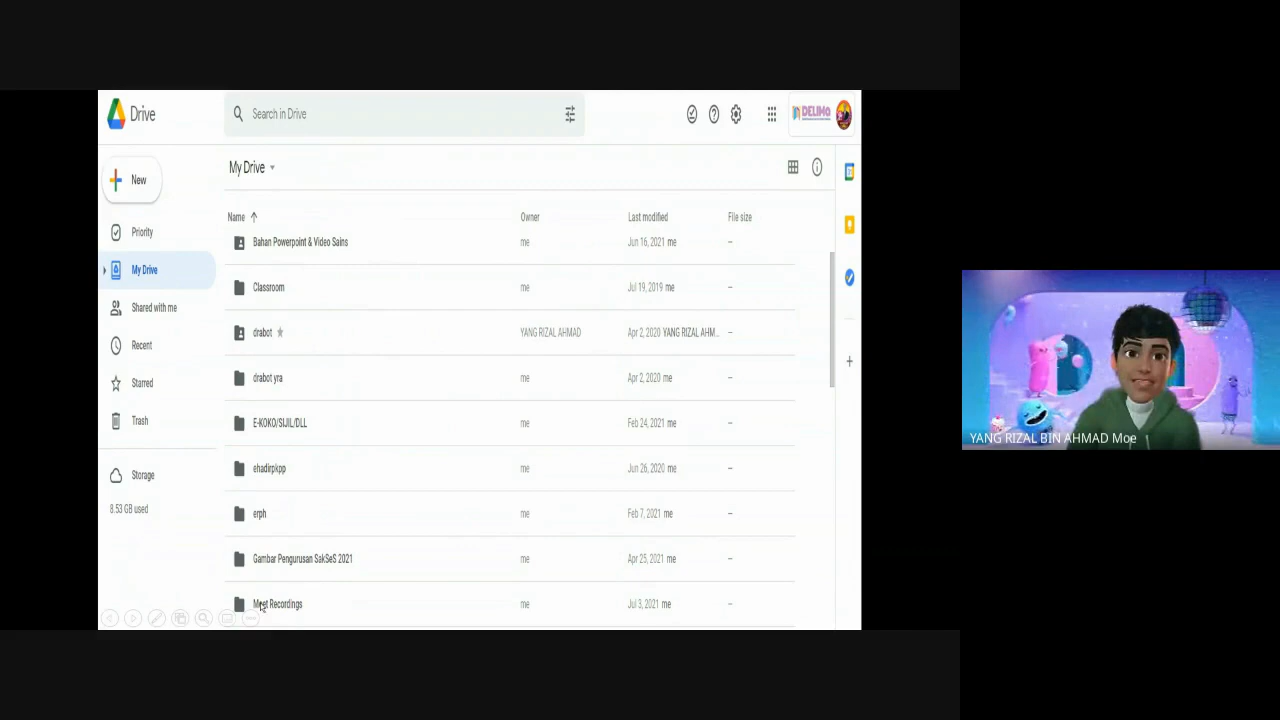 Drive
Search in Drive
DELIMa
New
My Drive
Priority
My Drive
Shared with me
Recent
Starred
Trash
Storage
8.53 GB used
Name Owner Last modified File size
Bahan Powerpoint & Video Sains me Jun 16, 2021 me –
Classroom me Jul 19, 2019 me –
drabot YANG RIZAL AHMAD Apr 2, 2020 YANG RIZAL AHM... –
drabot yra me Apr 2, 2020 me –
E-KOKO/SIJIL/DLL me Feb 24, 2021 me –
ehadirpkpp me Jun 26, 2020 me –
erph me Feb 7, 2021 me –
Gambar Pengurusan SakSeS 2021 me Apr 25, 2021 me –
Meet Recordings me Jul 3, 2021 me –
YANG RIZAL BIN AHMAD Moe